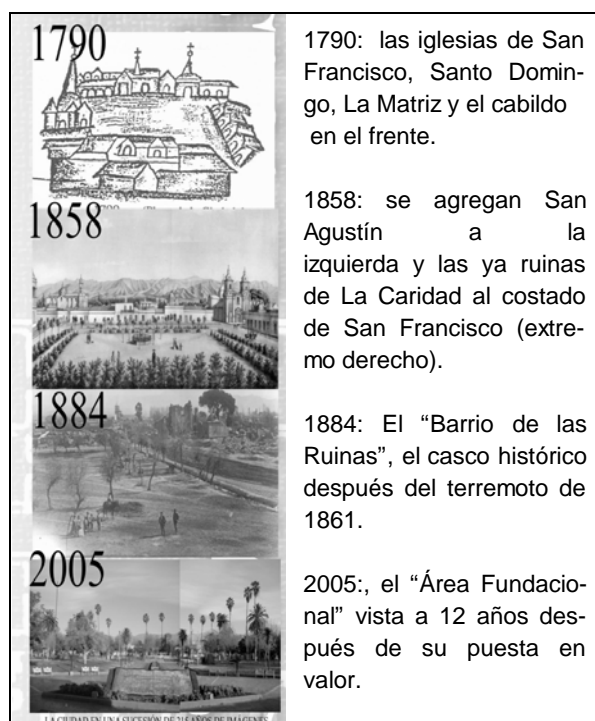 1790
1858
1884
2005
LA CIUDAD EN UNA SUCESIÓN DE 215 AÑOS DE IMÁGENES
1790: las iglesias de San
Francisco, Santo Domin-
go, La Matriz y el cabildo
en el frente.
1858: se agregan San
Agustín a la
izquierda y las ya ruinas
de La Caridad al costado
de San Francisco (extre-
mo derecho).
1884: El “Barrio de las
Ruinas”, el casco histórico
después del terremoto de
1861.
2005:, el “Área Fundacio-
nal” vista a 12 años des-
pués de su puesta en
valor.